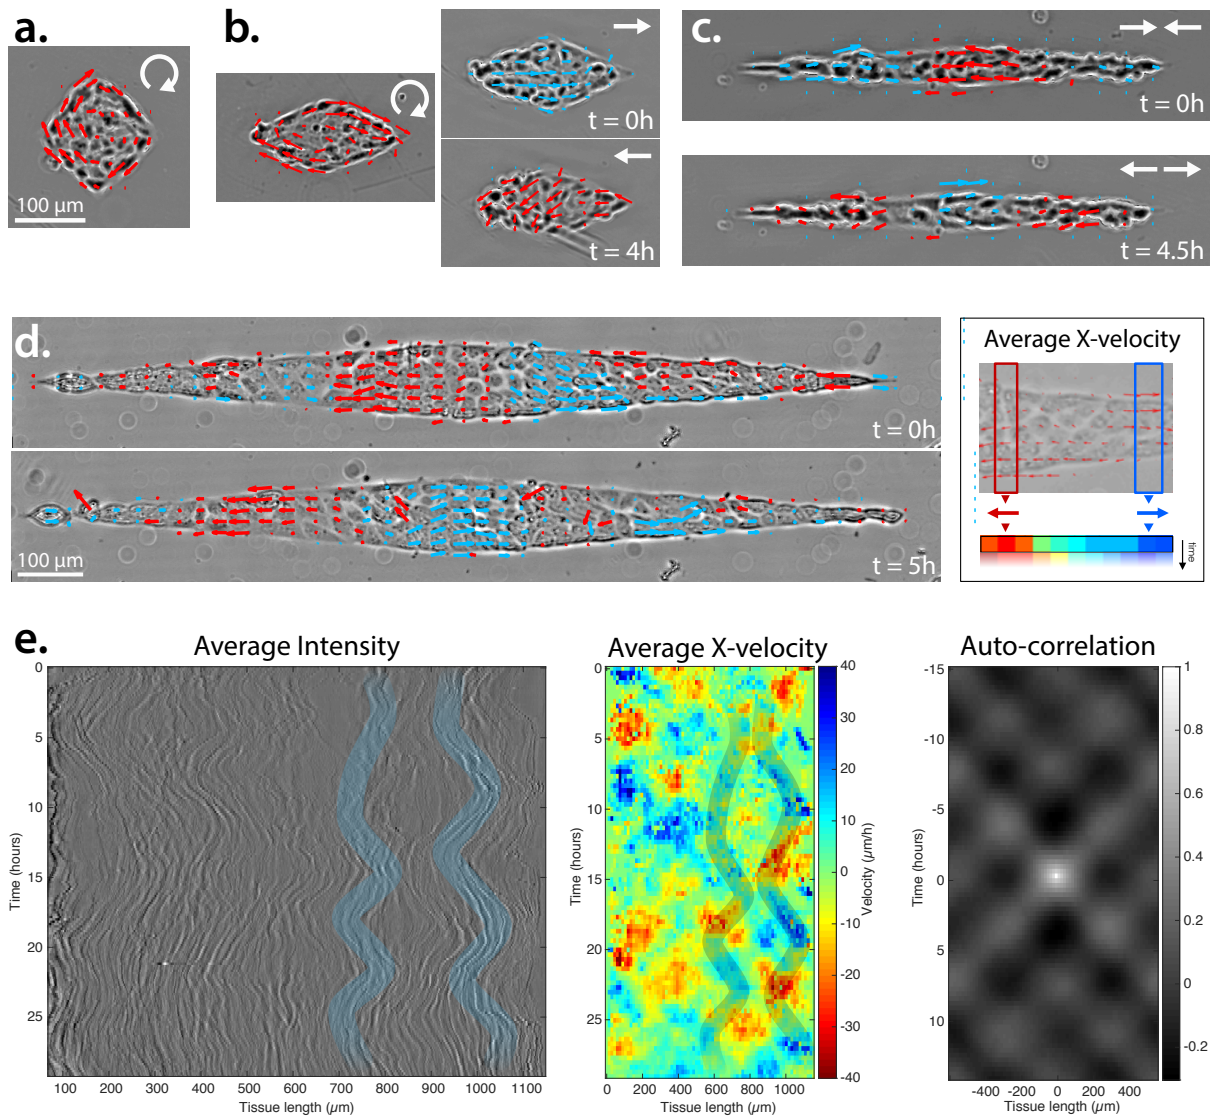 a.
100 µm
b.
t = 0h
t = 4h
c.
t = 0h
t = 4.5h
d.
t = 0h
100 µm
t = 5h
Average X-velocity
time
e.
Average Intensity
0
5
10
15
20
25
Time (hours)
100 200 300 400 500 600 700 800 900 1000 1100
Tissue length (µm)
Average X-velocity
0
5
10
15
20
25
Time (hours)
0 200 400 600 800 1000
Tissue length (µm)
40
30
20
10
0
-10
-20
-30
-40
Velocity (µm/h)
Auto-correlation
-15
-10
-5
0
5
10
Time (hours)
-400 -200 0 200 400
Tissue length (µm)
1
0.8
0.6
0.4
0.2
0
-0.2